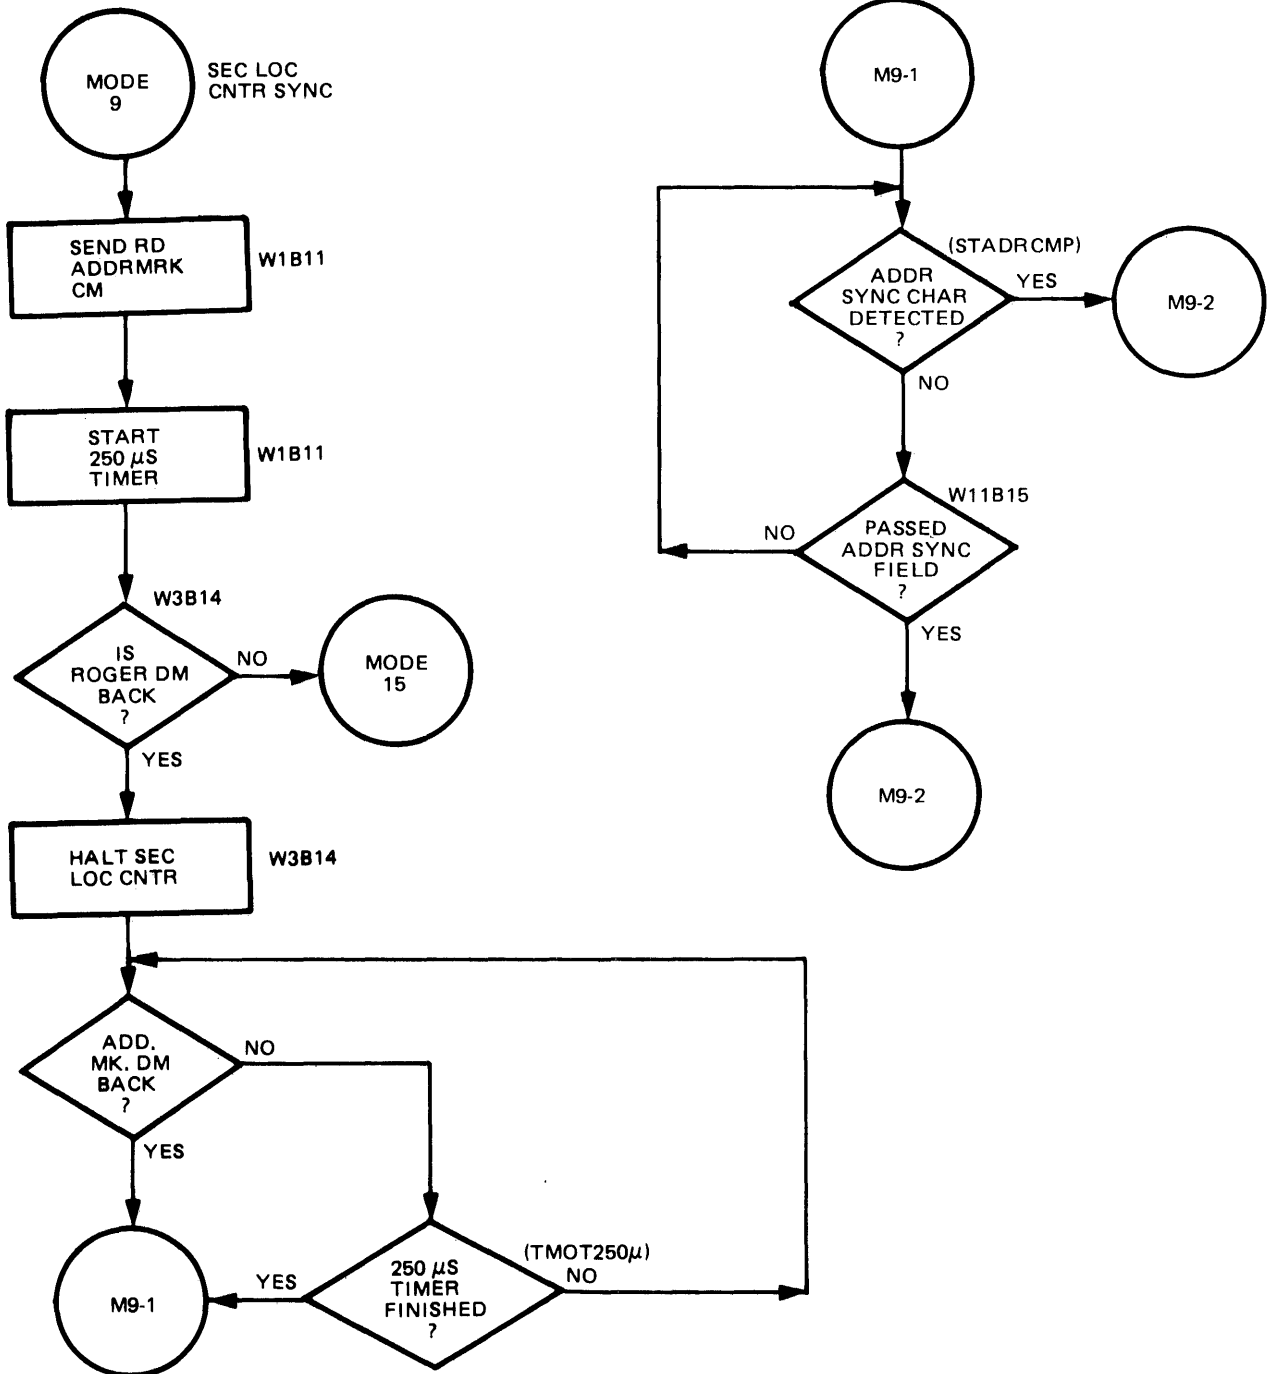 MODE
9
SEC LOC
CNTR SYNC
SEND RD
ADDRMRK
CM
W1B11
START
250 μS
TIMER
W1B11
W3B14
IS
ROGER DM
BACK
?
NO
MODE
15
YES
HALT SEC
LOC CNTR
W3B14
ADD.
MK. DM
BACK
?
NO
YES
M9-1
YES
250 μS
TIMER
FINISHED
?
(TMOT250μ)
NO
M9-1
(STADRCMP)
ADDR
SYNC CHAR
DETECTED
?
YES
M9-2
NO
W11B15
PASSED
ADDR SYNC
FIELD
?
NO
YES
M9-2